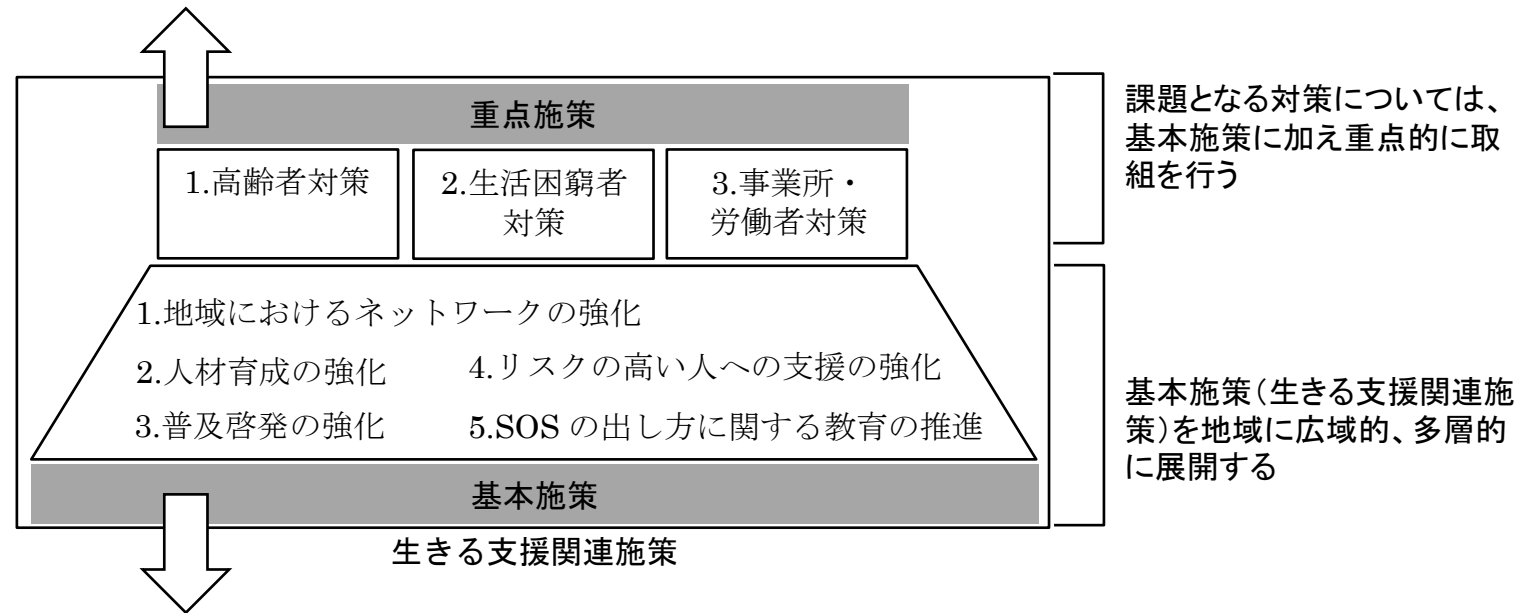 重点施策
1.高齢者対策
2.生活困窮者
対策
3.事業所・
労働者対策
課題となる対策については、
基本施策に加え重点的に取
組を行う
1.地域におけるネットワークの強化
2.人材育成の強化
4.リスクの高い人への支援の強化
3.普及啓発の強化
5.SOS の出し方に関する教育の推進
基本施策
基本施策(生きる支援関連施
策)を地域に広域的、多層的
に展開する
生きる支援関連施策